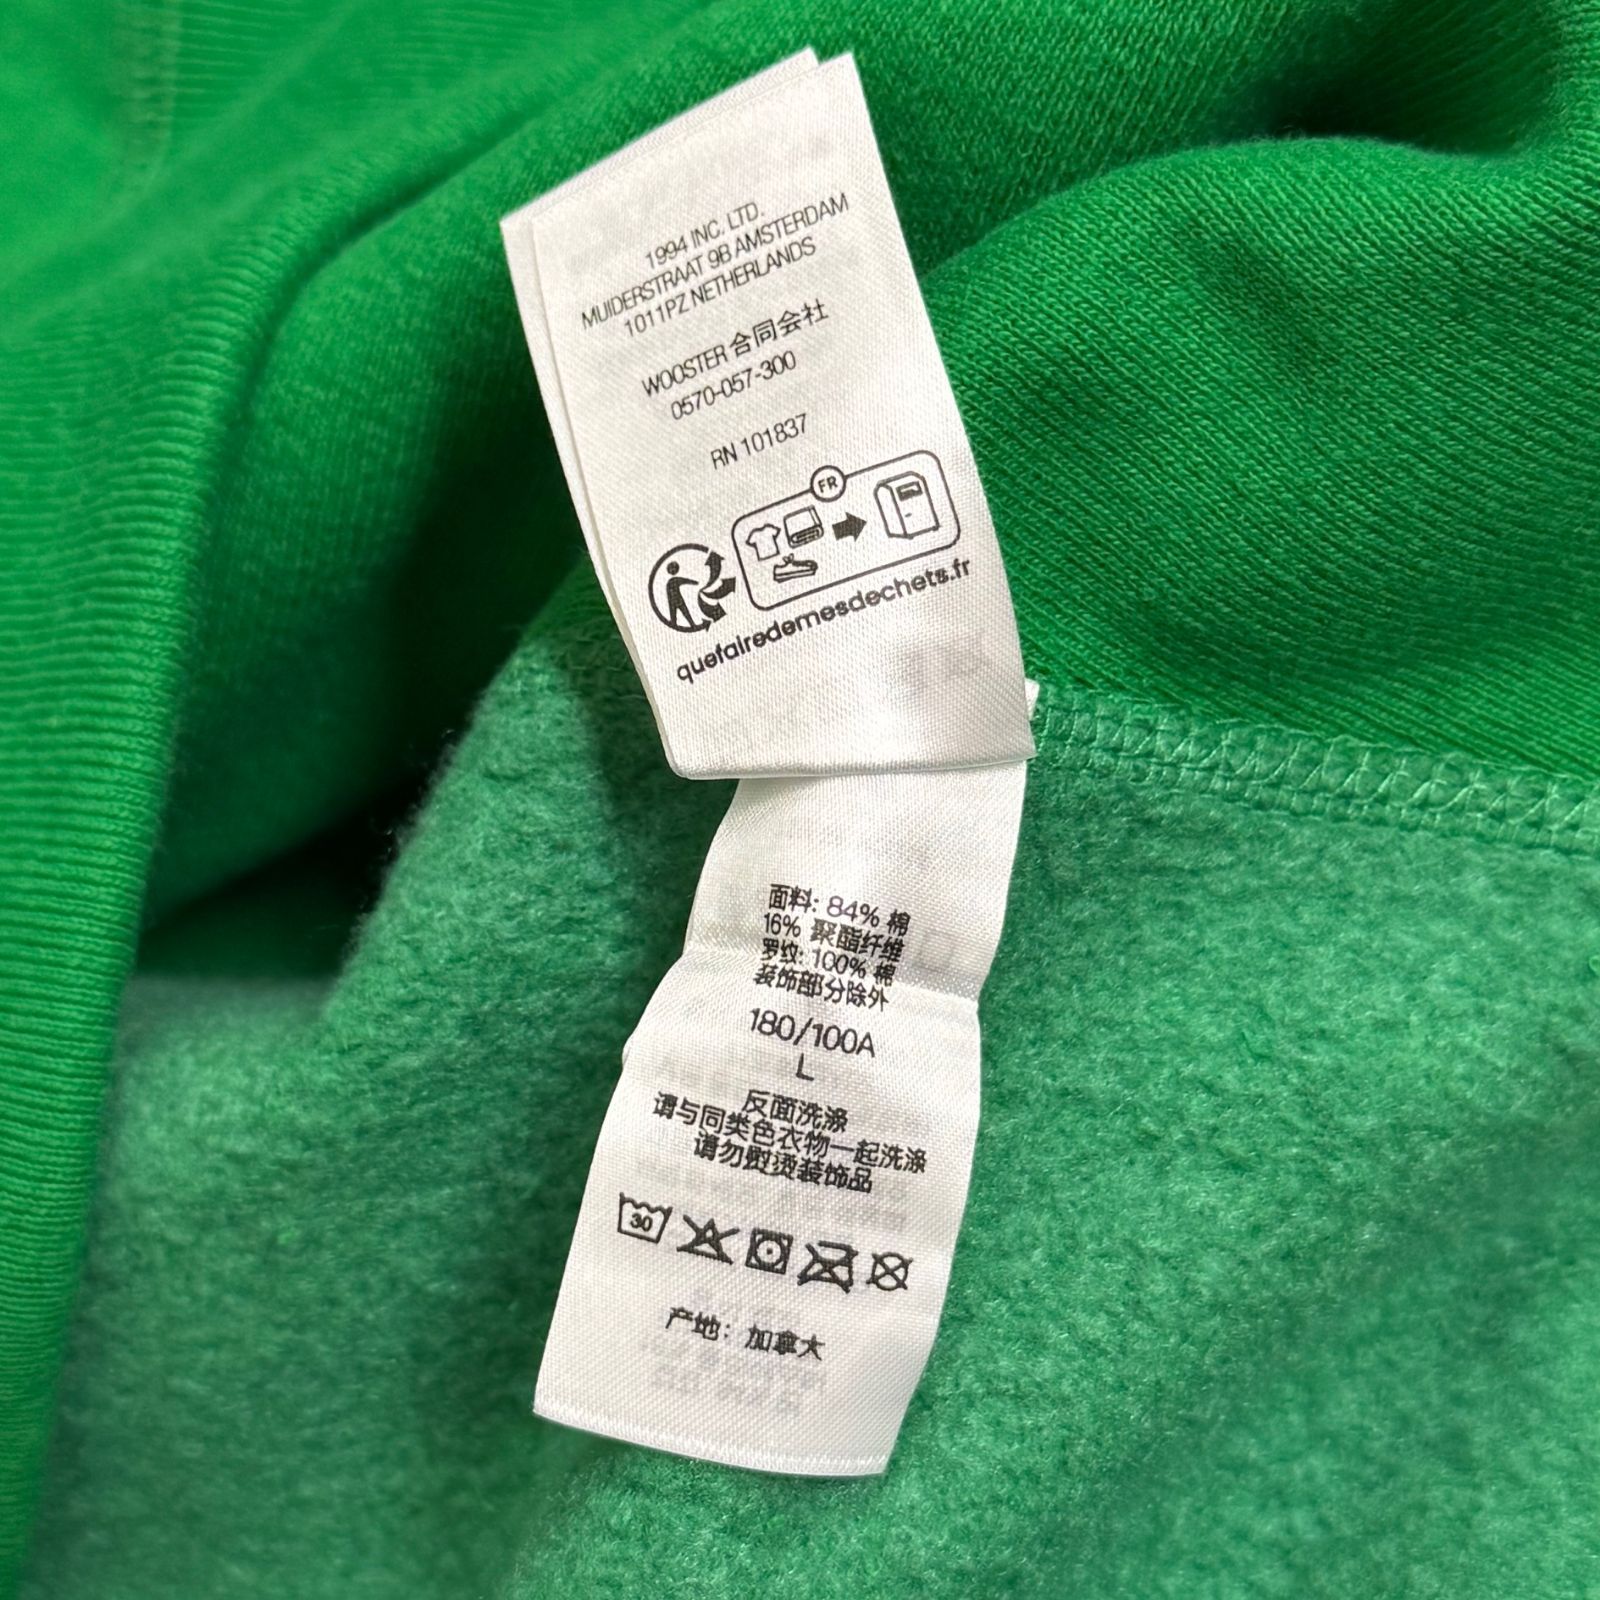 1994 INC. LTD.
MUIDERSTRAAT 9B AMSTERDAM
1011PZ NETHERLANDS
WOOSTER 合同会社
0570-057-300
RN 101837
FR
quefairedemesdechets.fr
面料: 84% 棉
16% 聚酯纤维
罗纹: 100% 棉
装饰部分除外
180/100A
L
反面洗涤
请与同类色衣物一起洗涤
请勿熨烫装饰品
30
产地: 加拿大